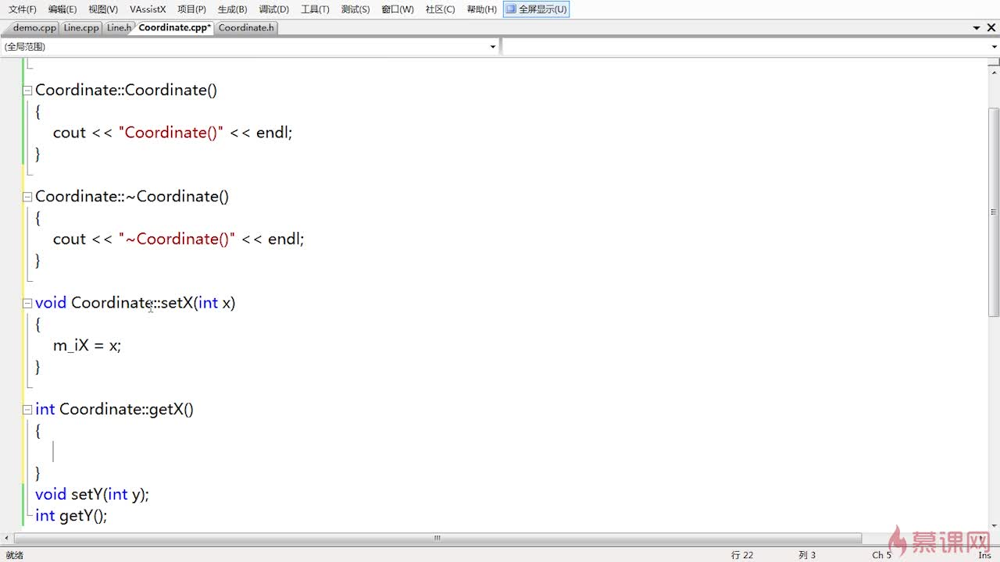 文件(F) 编辑(E) 视图(V) VAssistX 项目(P) 生成(B) 调试(D) 工具(T) 测试(S) 窗口(W) 社区(C) 帮助(H) 全屏显示(U)
demo.cpp Line.cpp Line.h Coordinate.cpp* Coordinate.h
(全局范围)
Coordinate::Coordinate()
{
cout << "Coordinate()" << endl;
}
Coordinate::~Coordinate()
{
cout << "~Coordinate()" << endl;
}
void Coordinate::setX(int x)
{
m_iX = x;
}
int Coordinate::getX()
{
}
void setY(int y);
int getY();
慕课网
就绪 行 22 列 3 Ch 5 Ins